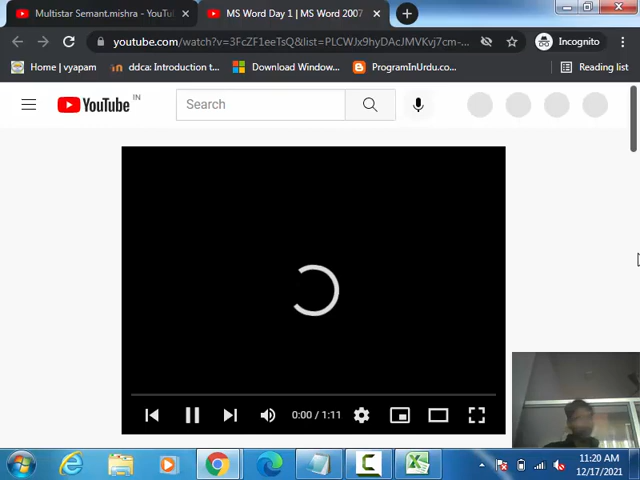 Multistar Semant.mishra - YouTu
MS Word Day 1 | MS Word 2007
youtube.com/watch?v=3FcZF1eeTsQ&list=PLCWJx9hyDAcJMVKvj7cm-...
Incognito
Home | vyapam
ddca: Introduction t...
Download Window...
ProgramInUrdu.co...
Reading list
YouTube IN
Search
0:00 / 1:11
11:20 AM
12/17/2021